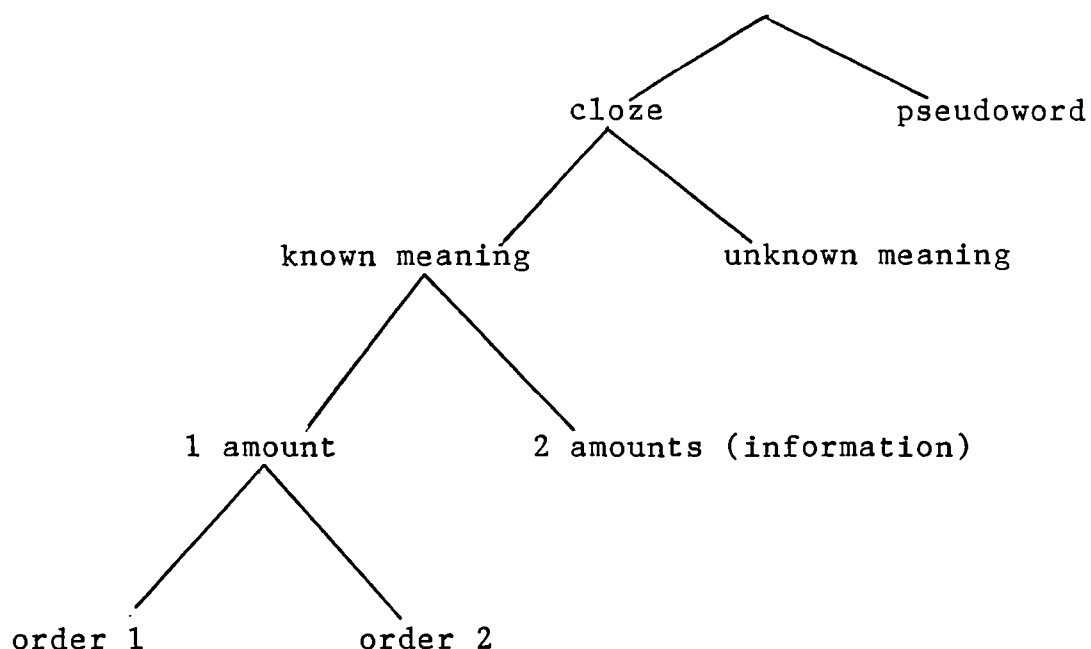 cloze pseudoword
known meaning unknown meaning
1 amount 2 amounts (information)
order 1 order 2